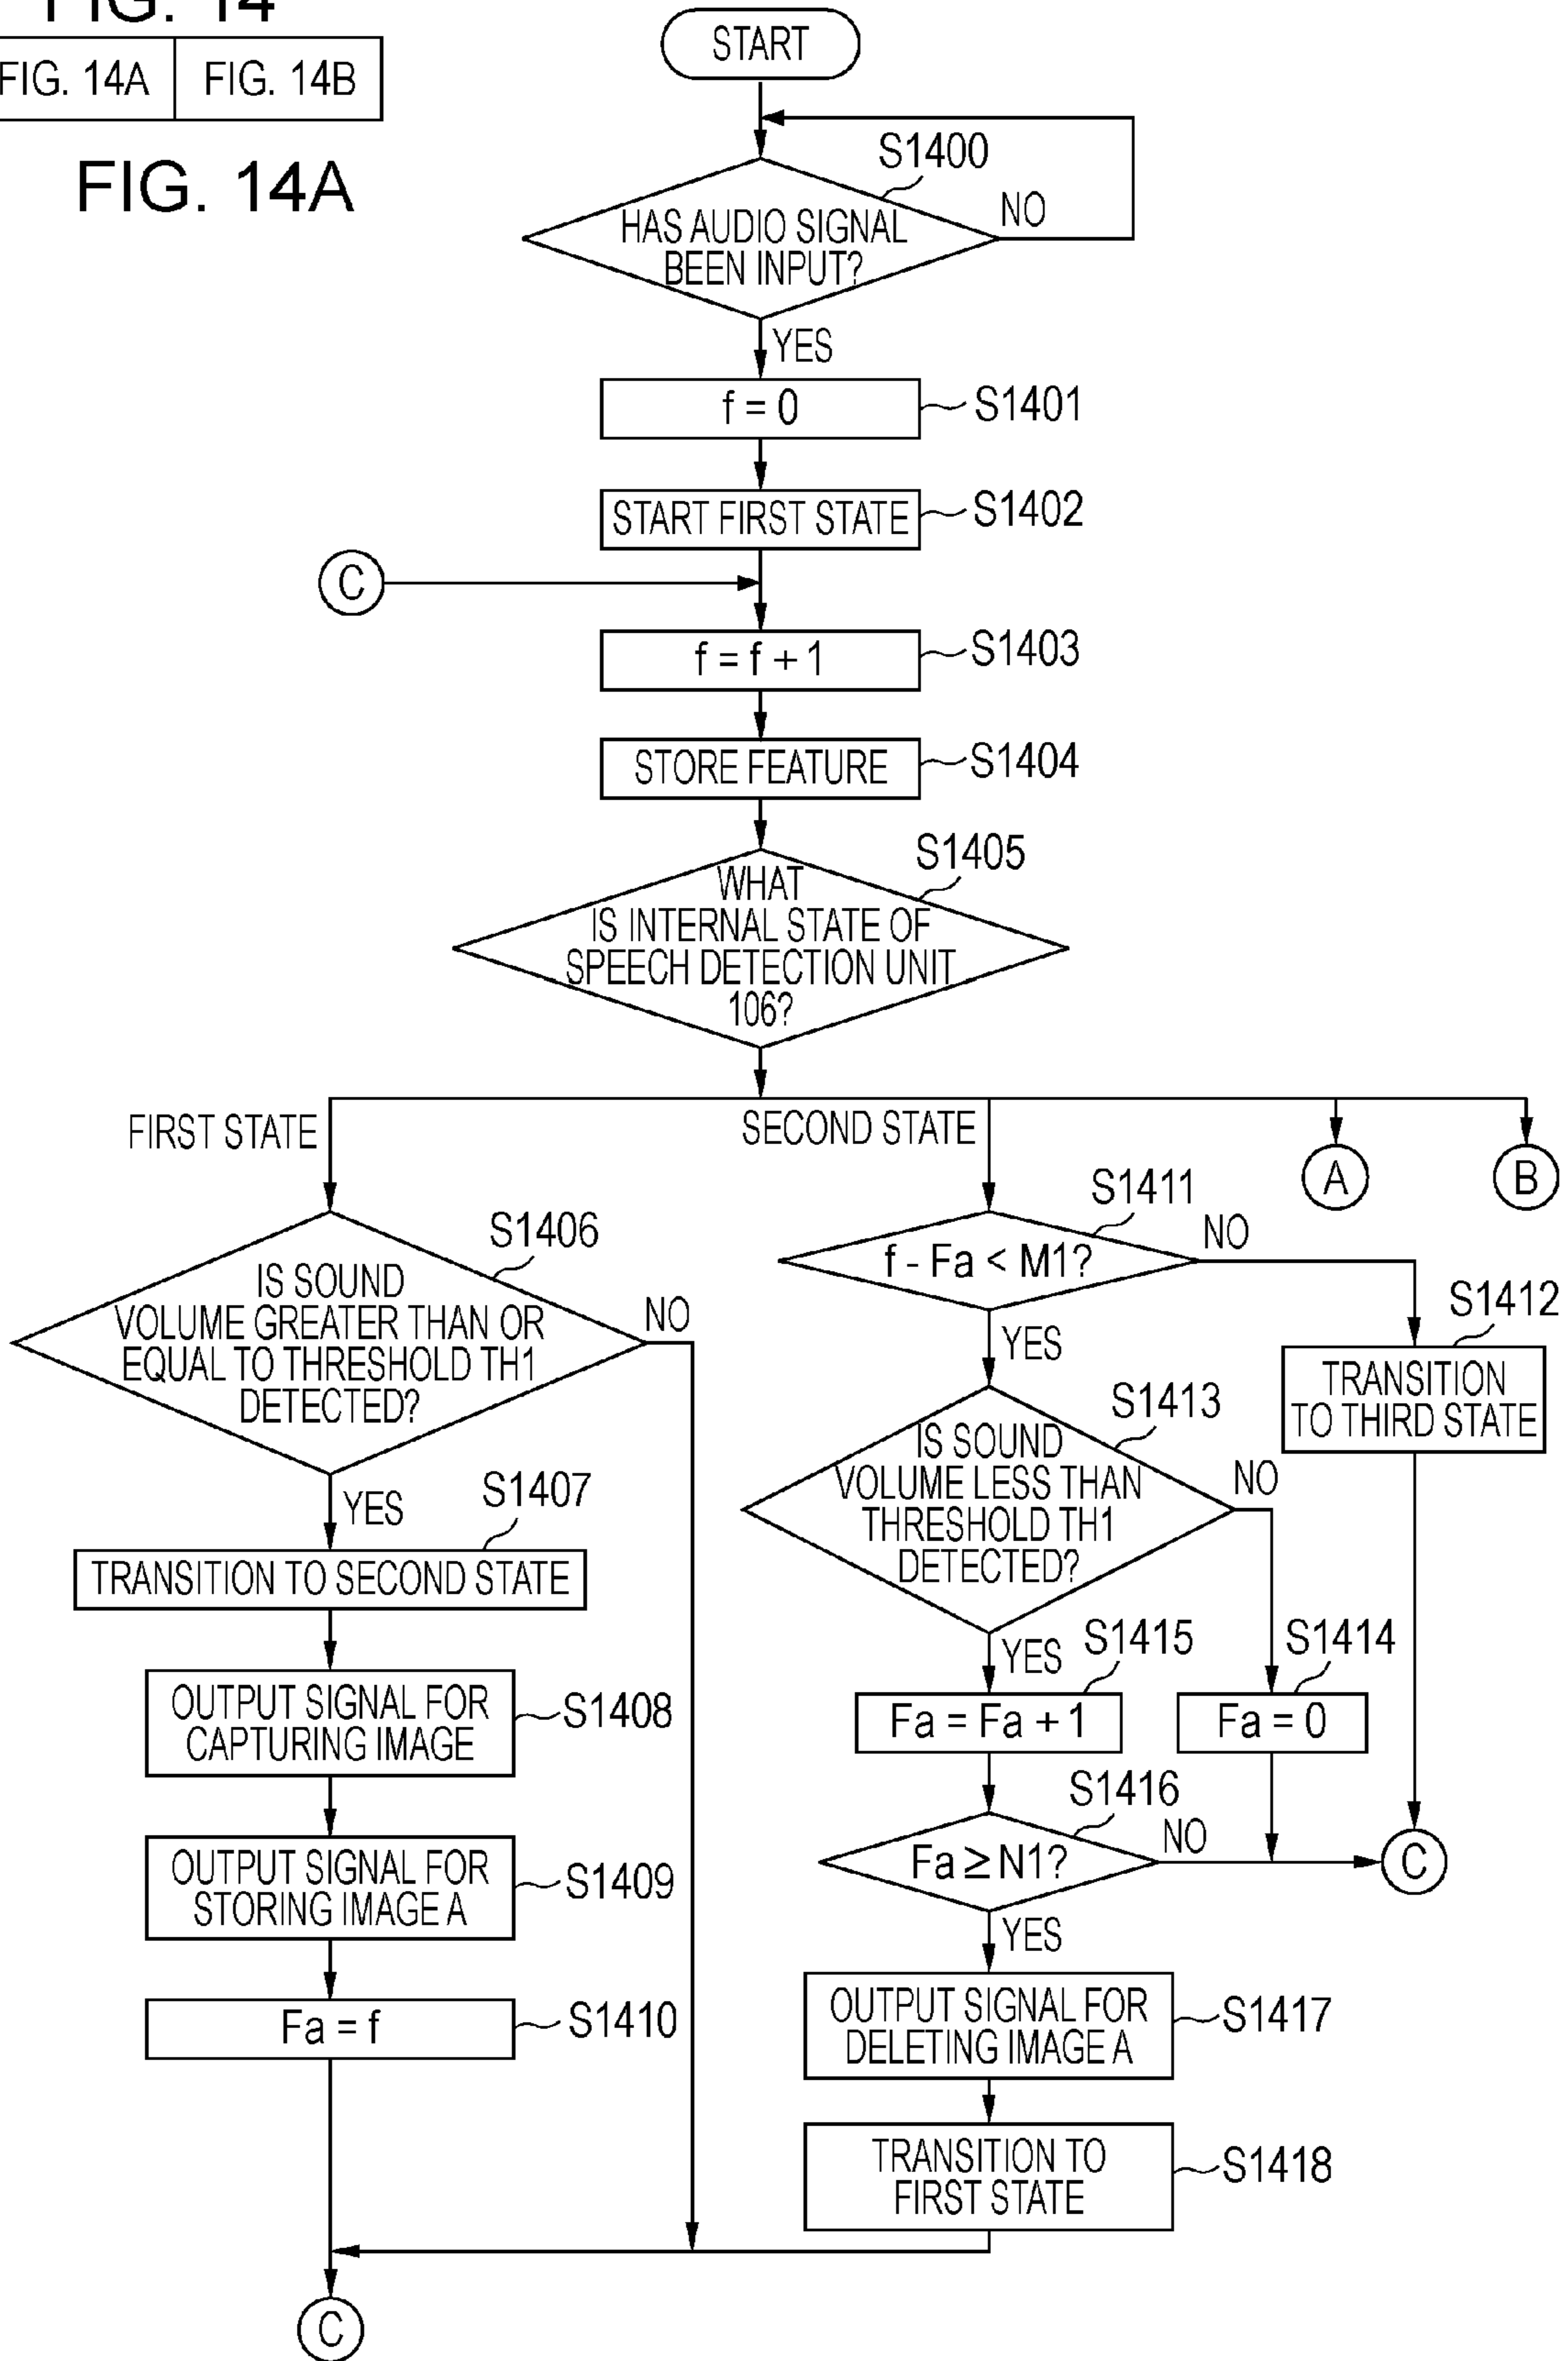 FIG. 14
FIG. 14A
FIG. 14B
FIG. 14A
START
S1400
HAS AUDIO SIGNAL
BEEN INPUT?
NO
YES
f = 0
S1401
START FIRST STATE
S1402
C
f = f + 1
S1403
STORE FEATURE
S1404
S1405
WHAT
IS INTERNAL STATE OF
SPEECH DETECTION UNIT
106?
FIRST STATE
SECOND STATE
A
B
S1406
IS SOUND
VOLUME GREATER THAN OR
EQUAL TO THRESHOLD TH1
DETECTED?
NO
YES
S1407
TRANSITION TO SECOND STATE
OUTPUT SIGNAL FOR
CAPTURING IMAGE
S1408
OUTPUT SIGNAL FOR
STORING IMAGE A
S1409
Fa = f
S1410
S1411
f - Fa < M1?
NO
YES
S1412
TRANSITION
TO THIRD STATE
S1413
IS SOUND
VOLUME LESS THAN
THRESHOLD TH1
DETECTED?
NO
YES
S1415
Fa = Fa + 1
S1414
Fa = 0
S1416
Fa ≥ N1?
NO
C
YES
OUTPUT SIGNAL FOR
DELETING IMAGE A
S1417
TRANSITION TO
FIRST STATE
S1418
C